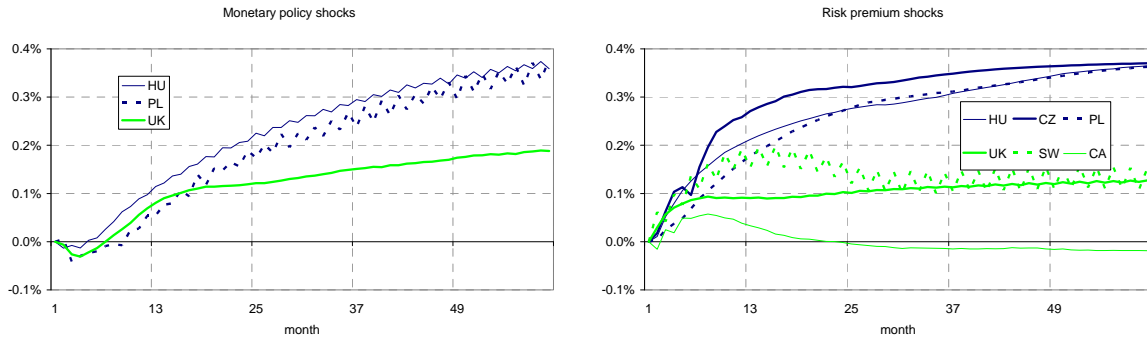 Monetary policy shocks
0.4%
0.3%
0.2%
0.1%
0.0%
-0.1%
HU
PL
UK
1 13 25 37 49
month
Risk premium shocks
0.4%
0.3%
0.2%
0.1%
0.0%
-0.1%
HU CZ PL
UK SW CA
1 13 25 37 49
month